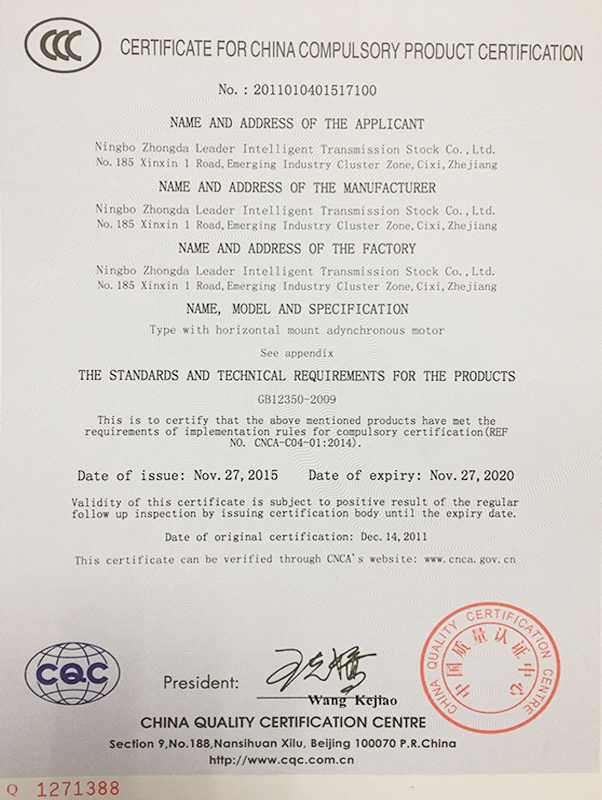 CCC
CERTIFICATE FOR CHINA COMPULSORY PRODUCT CERTIFICATION
No.: 2011010401517100
NAME AND ADDRESS OF THE APPLICANT
Ningbo Zhongda Leader Intelligent Transmission Stock Co.,Ltd.
No.185 Xinxin 1 Road,Emerging Industry Cluster Zone,Cixi,Zhejiang
NAME AND ADDRESS OF THE MANUFACTURER
Ningbo Zhongda Leader Intelligent Transmission Stock Co.,Ltd.
No.185 Xinxin 1 Road,Emerging Industry Cluster Zone,Cixi,Zhejiang
NAME AND ADDRESS OF THE FACTORY
Ningbo Zhongda Leader Intelligent Transmission Stock Co.,Ltd.
No.185 Xinxin 1 Road,Emerging Industry Cluster Zone,Cixi,Zhejiang
NAME, MODEL AND SPECIFICATION
Type with horizontal mount adynchronous motor
See appendix
THE STANDARDS AND TECHNICAL REQUIREMENTS FOR THE PRODUCTS
GB12350-2009
This is to certify that the above mentioned products have met the
requirements of implementation rules for compulsory certification(REF
NO. CNCA-C04-01:2014).
Date of issue: Nov.27,2015 Date of expiry: Nov.27,2020
Validity of this certificate is subject to positive result of the regular
follow up inspection by issuing certification body until the expiry date.
Date of original certification: Dec.14,2011
This certificate can be verified through CNCA's website: www.cnca.gov.cn
CQC
President:
Wang Kejiao
CHINA QUALITY CERTIFICATION CENTRE
中国质量认证中心
CHINA QUALITY CERTIFICATION CENTRE
Section 9,No.188,Nansihuan Xilu, Beijing 100070 P.R.China
http://www.cqc.com.cn
Q 1271388